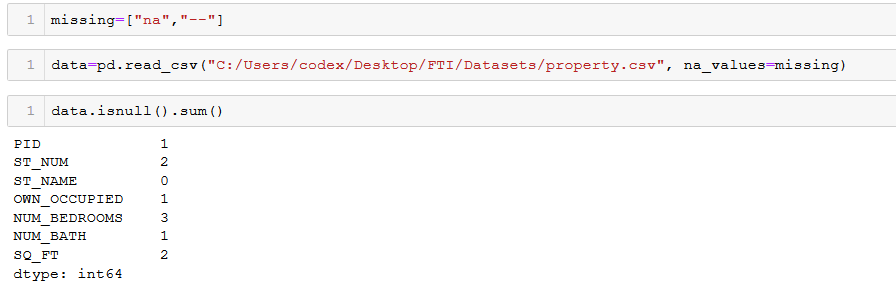 1 missing=["na","--"]
1 data=pd.read_csv("C:/Users/codex/Desktop/FTI/Datasets/property.csv", na_values=missing)
1 data.isnull().sum()
PID 1
ST_NUM 2
ST_NAME 0
OWN_OCCUPIED 1
NUM_BEDROOMS 3
NUM_BATH 1
SQ_FT 2
dtype: int64